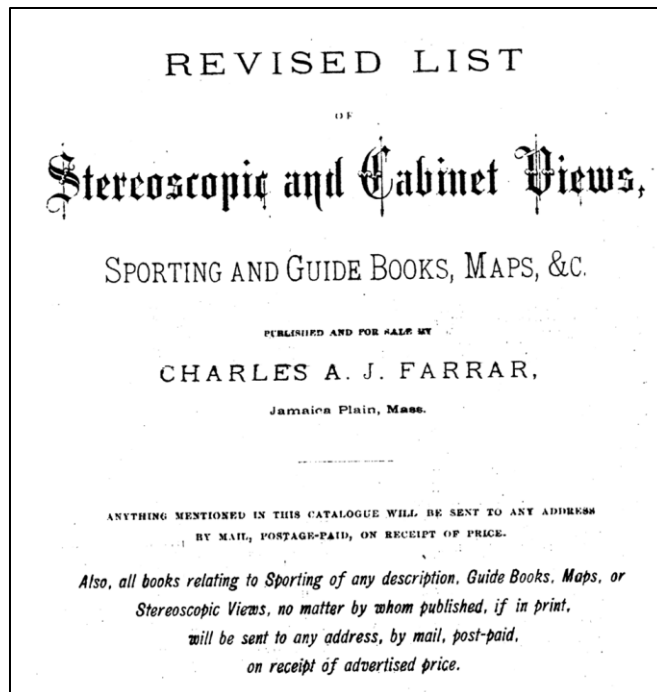 REVISED LIST
OF
Stereoscopic and Cabinet Views,
SPORTING AND GUIDE BOOKS, MAPS, &C.
PUBLISHED AND FOR SALE BY
CHARLES A. J. FARRAR,
Jamaica Plain, Mass.
ANYTHING MENTIONED IN THIS CATALOGUE WILL BE SENT TO ANY ADDRESS
BY MAIL, POSTAGE-PAID, ON RECEIPT OF PRICE.
Also, all books relating to Sporting of any description, Guide Books, Maps, or
Stereoscopic Views, no matter by whom published, if in print,
will be sent to any address, by mail, post-paid,
on receipt of advertised price.